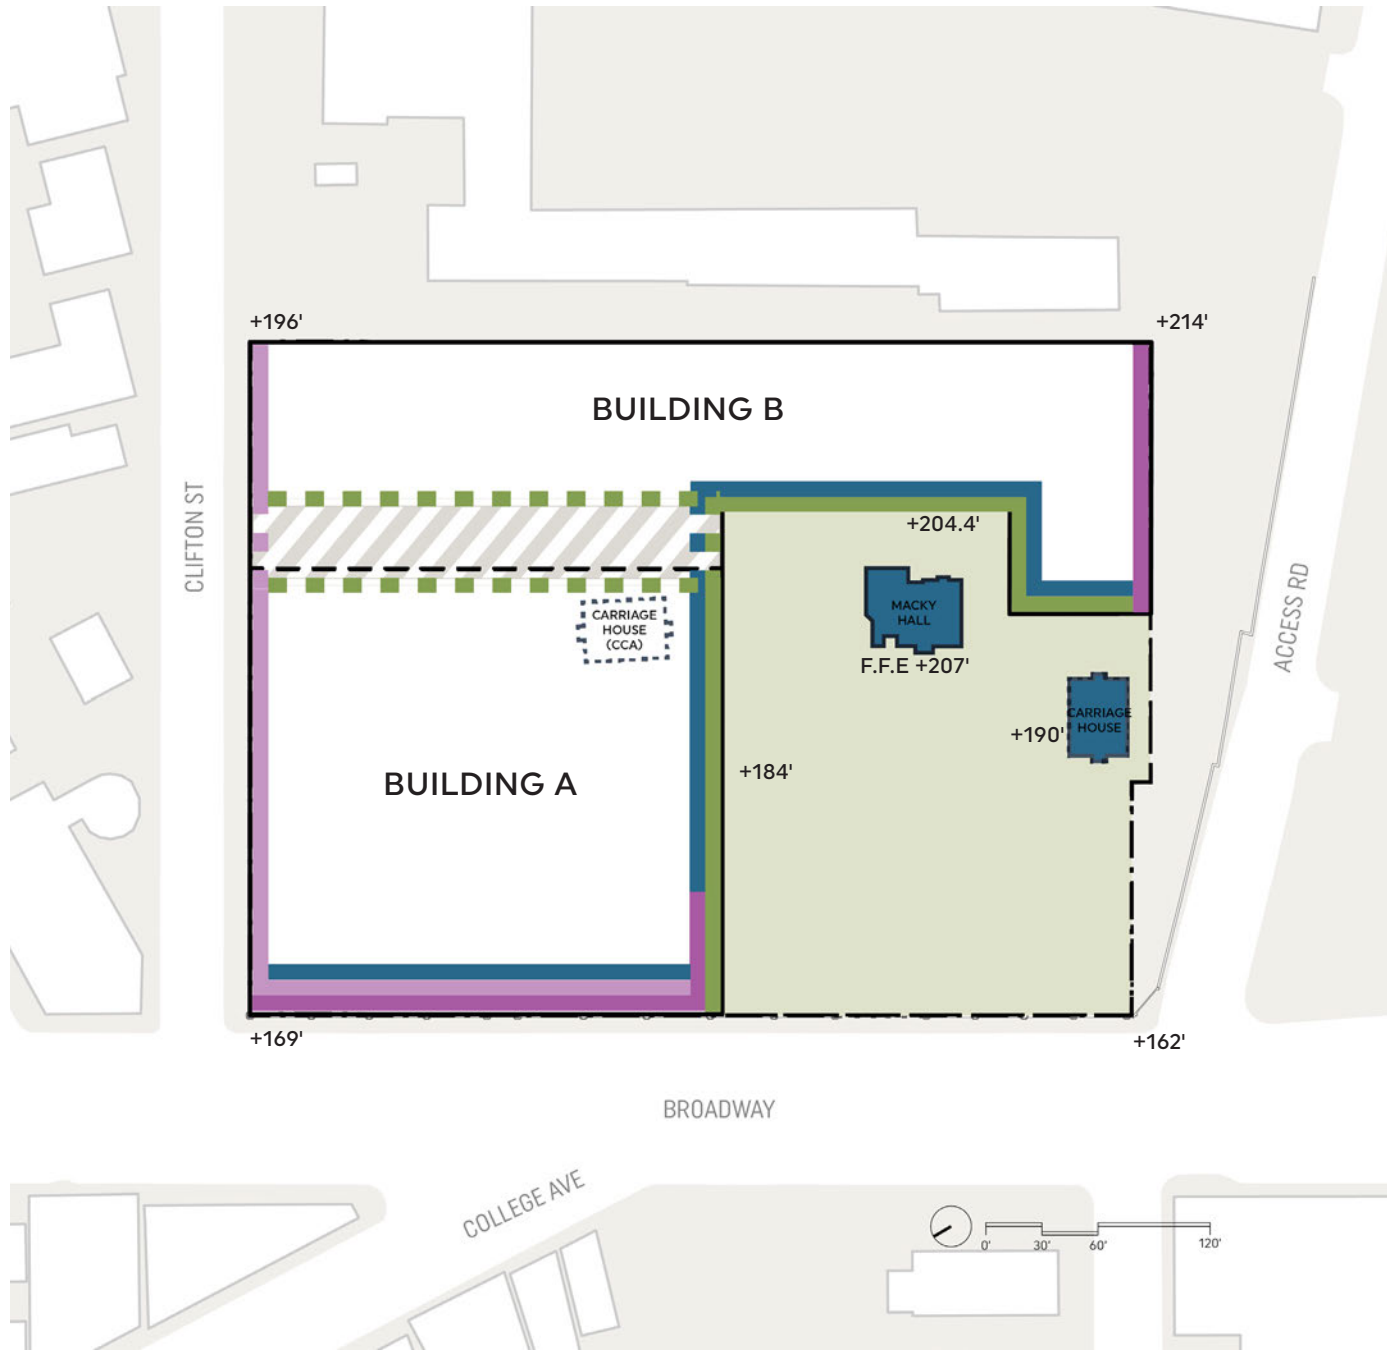 +196'
+214'
BUILDING B
CLIFTON ST
+204.4'
MACKY
HALL
F.F.E +207'
CARRIAGE
HOUSE
(CCA)
ACCESS RD
CARRIAGE
HOUSE
+190'
+184'
BUILDING A
+169'
+162'
BROADWAY
COLLEGE AVE
0'
30'
60'
120'